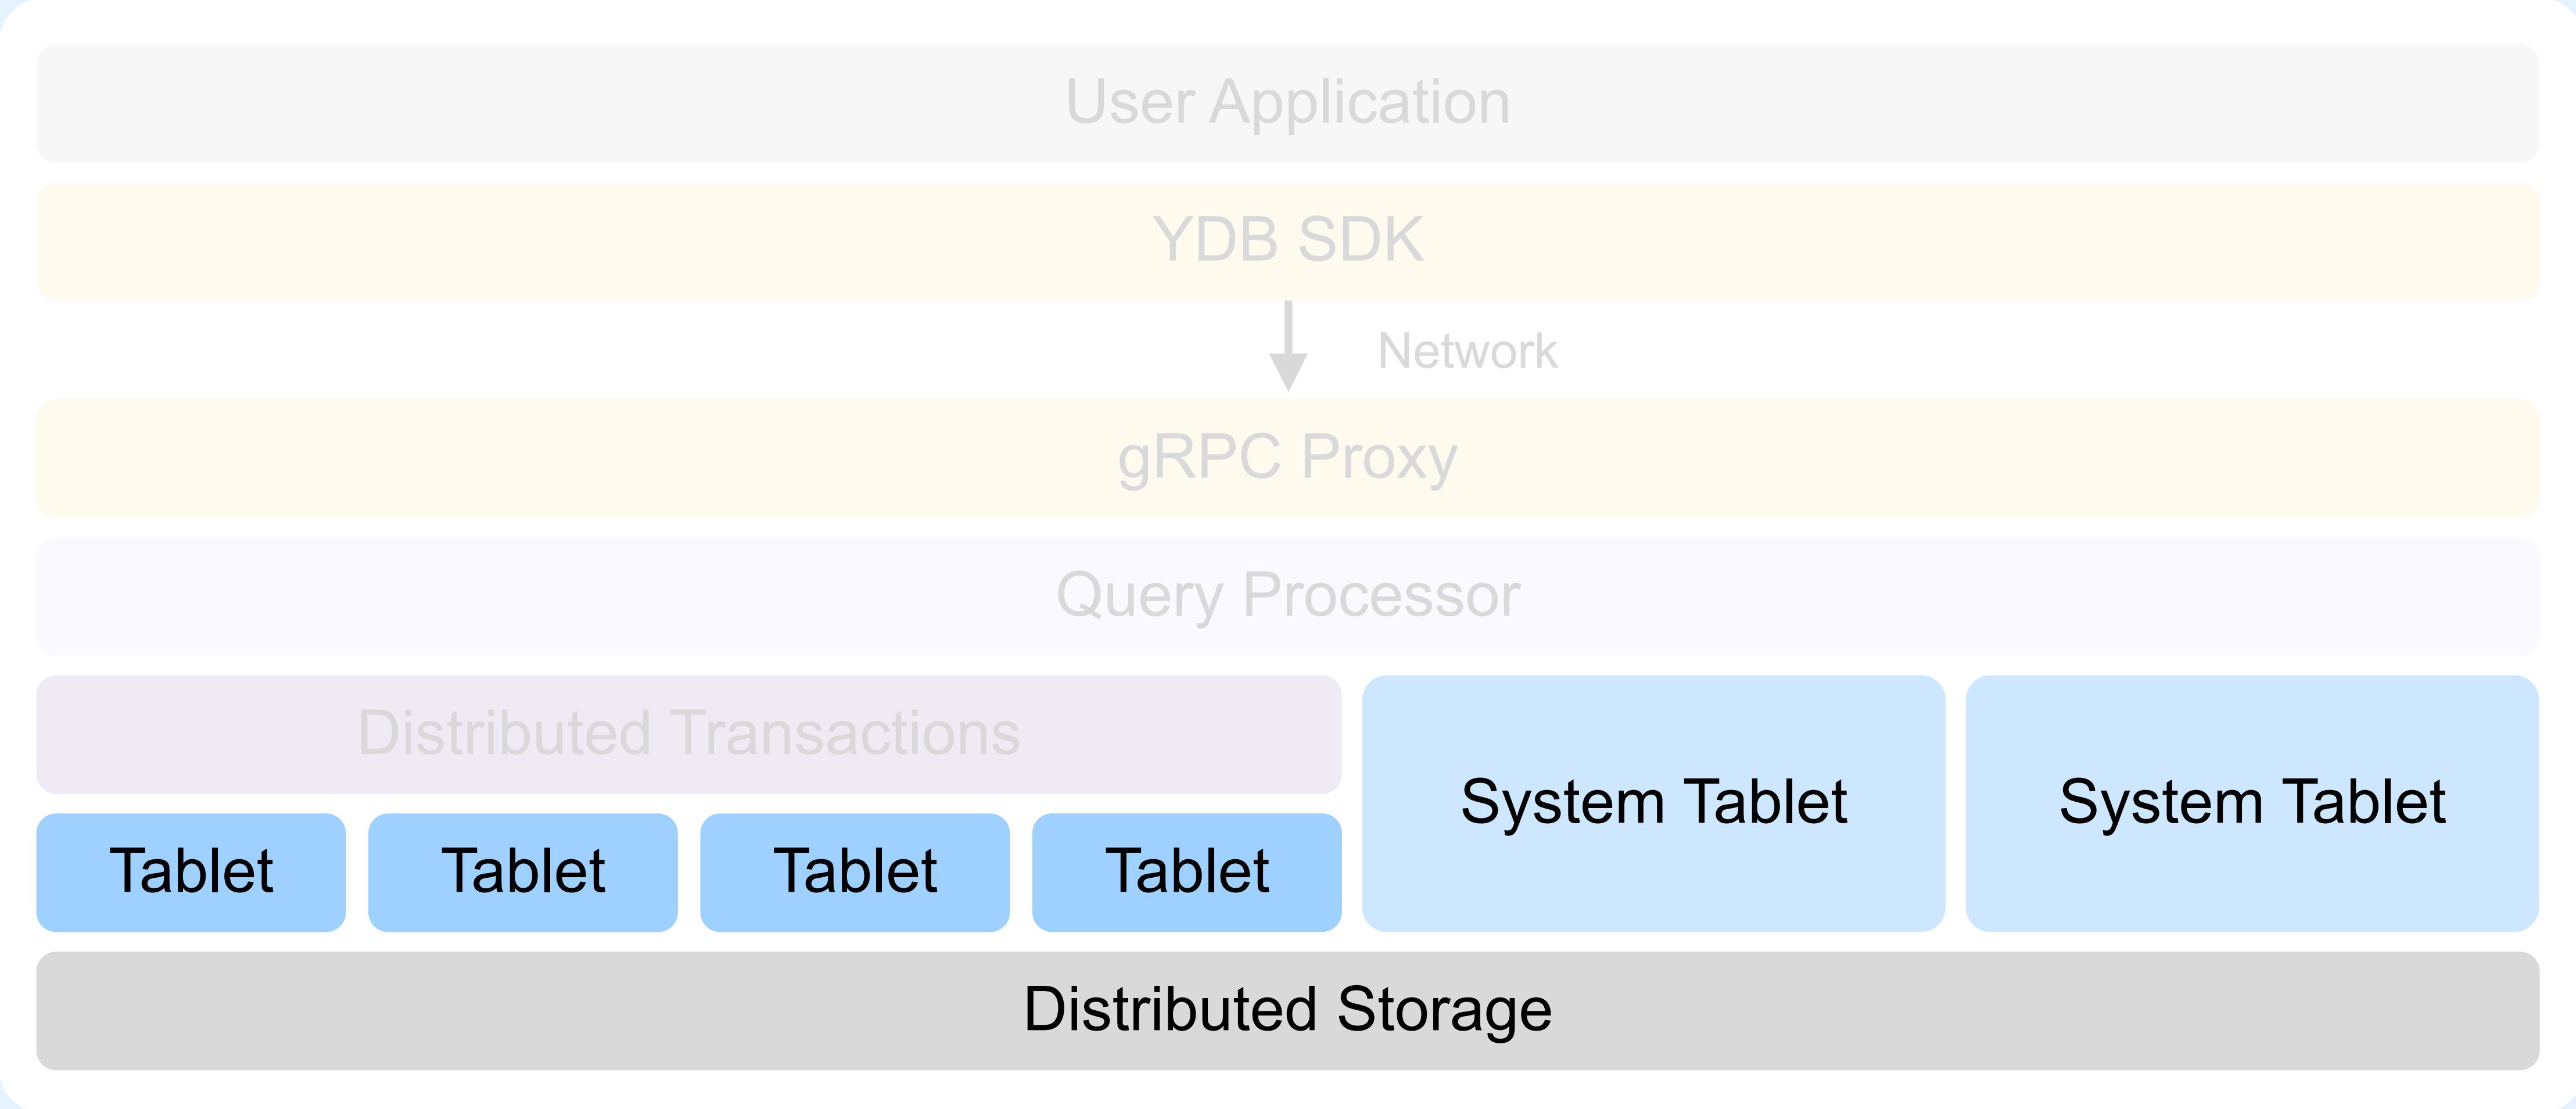 User Application
YDB SDK
Network
gRPC Proxy
Query Processor
Distributed Transactions
System Tablet
System Tablet
Tablet
Tablet
Tablet
Tablet
Distributed Storage